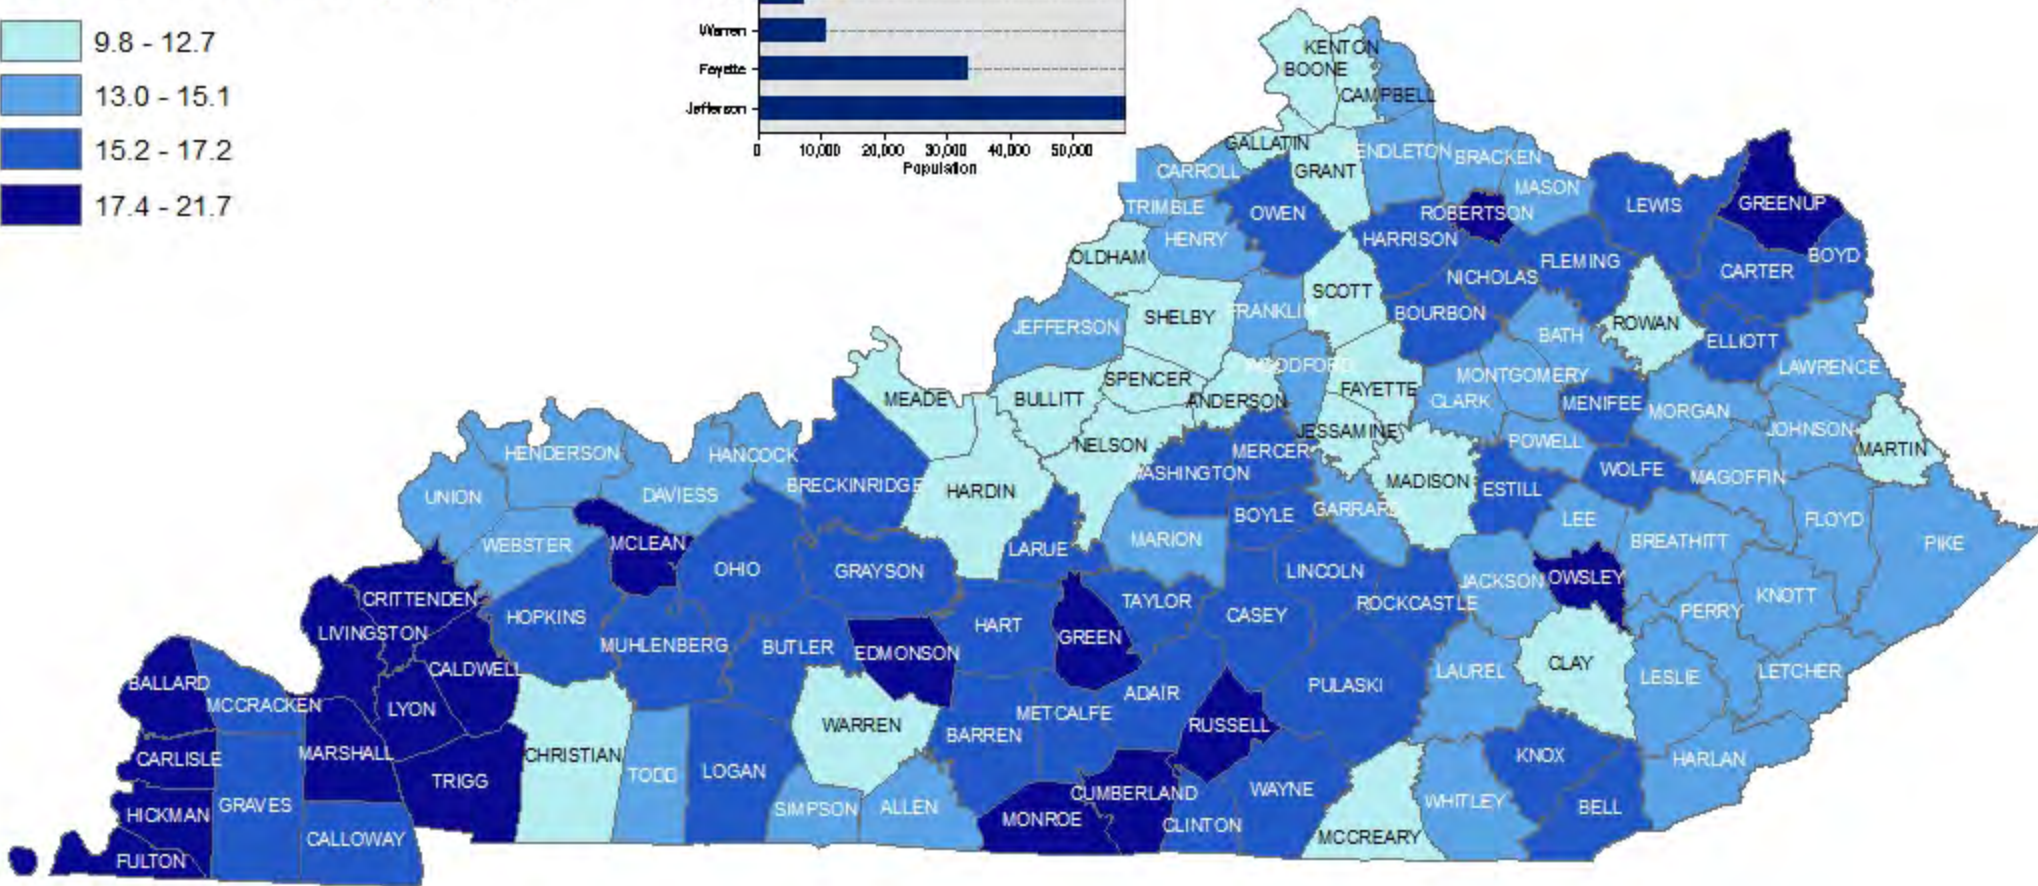 9.8 - 12.7
13.0 - 15.1
15.2 - 17.2
17.4 - 21.7
Warren
Fayette
Jefferson
0 10,000 20,000 30,000 40,000 50,000
Population
KENTON
BOONE
CAMPBELL
GALLATIN
ENDLETON
BRACKEN
CARROLL
GRANT
MASON
TRIMBLE
OWEN
ROBERTSON
LEWIS
GREENUP
HENRY
HARRISON
OLDHAM
FLEMING
BOYD
NICHOLAS
CARTER
SCOTT
SHELBY
FRANKLI
BOURBON
JEFFERSON
ROWAN
BATH
ELLIOTT
WOODFORD
LAWRENCE
SPENCER
MONTGOMERY
FAYETTE
MEADE
BULLITT
ANDERSON
CLARK
MENIFEE
MORGAN
JESSAMINE
JOHNSON
NELSON
POWELL
MARTIN
HENDERSON
HANCOCK
MERCER
WASHINGTON
WOLFE
MAGOFFIN
BRECKINRIDGE
HARDIN
MADISON
ESTILL
UNION
DAVIESS
BOYLE
GARRARD
LEE
FLOYD
WEBSTER
MCLEAN
LARUE
MARION
BREATHITT
PIKE
OHIO
GRAYSON
LINCOLN
JACKSON
OWSLEY
CRITTENDEN
TAYLOR
ROCKCASTLE
KNOTT
HOPKINS
CASEY
PERRY
LIVINGSTON
HART
GREEN
MUHLENBERG
BUTLER
EDMONSON
CALDWELL
CLAY
LAUREL
LETCHER
BALLARD
PULASKI
LESLIE
MCCRACKEN
LYON
ADAIR
METCALFE
WARREN
RUSSELL
BARREN
CARLISLE
MARSHALL
CHRISTIAN
KNOX
HARLAN
TRIGG
TODD
LOGAN
CUMBERLAND
WAYNE
HICKMAN
GRAVES
SIMPSON
ALLEN
WHITLEY
BELL
MONROE
CLINTON
CALLOWAY
MCCREARY
FULTON